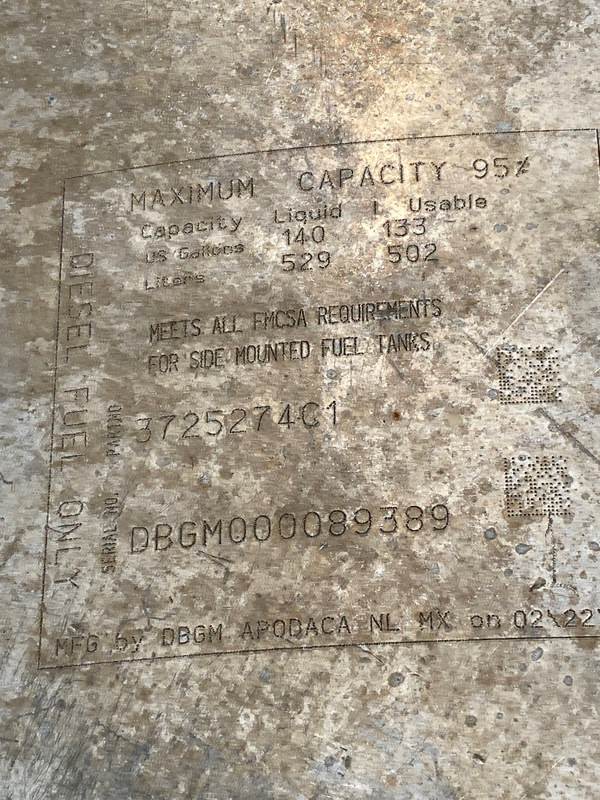 MAXIMUM CAPACITY 95%
Capacity Liquid | Usable
US Gallons 140 133
Liters 529 502
MEETS ALL FMCSA REQUIREMENTS
FOR SIDE MOUNTED FUEL TANKS
DIESEL FUEL ONLY
PART NO
3725274C1
SERIAL NO.
DBGM000089389
MFG by DBGM APODACA NL MX on 02\22